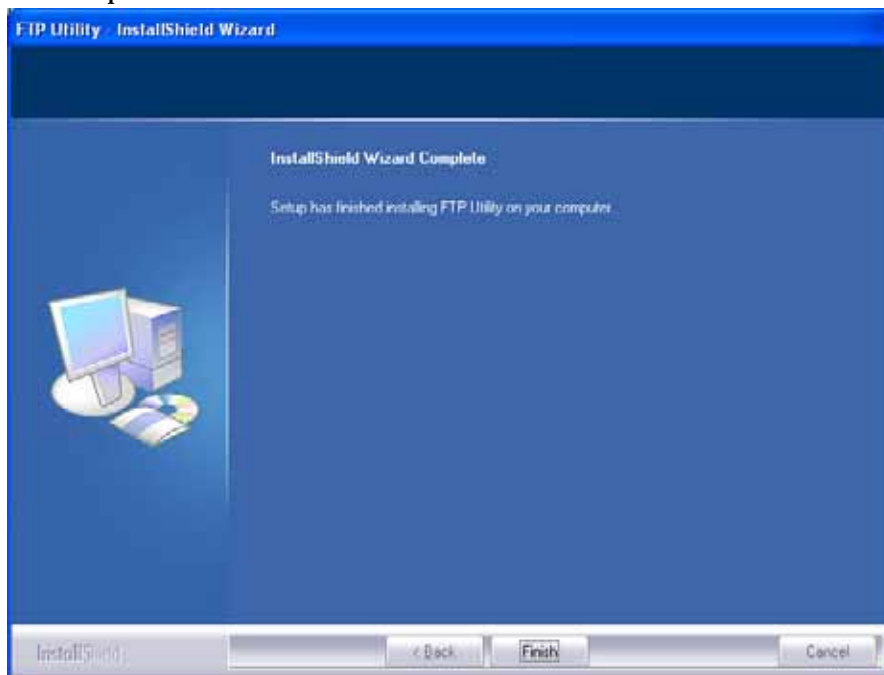 FTP Utility - InstallShield Wizard
InstallShield Wizard Complete
Setup has finished installing FTP Utility on your computer.
InstallShield
< Back
Finish
Cancel